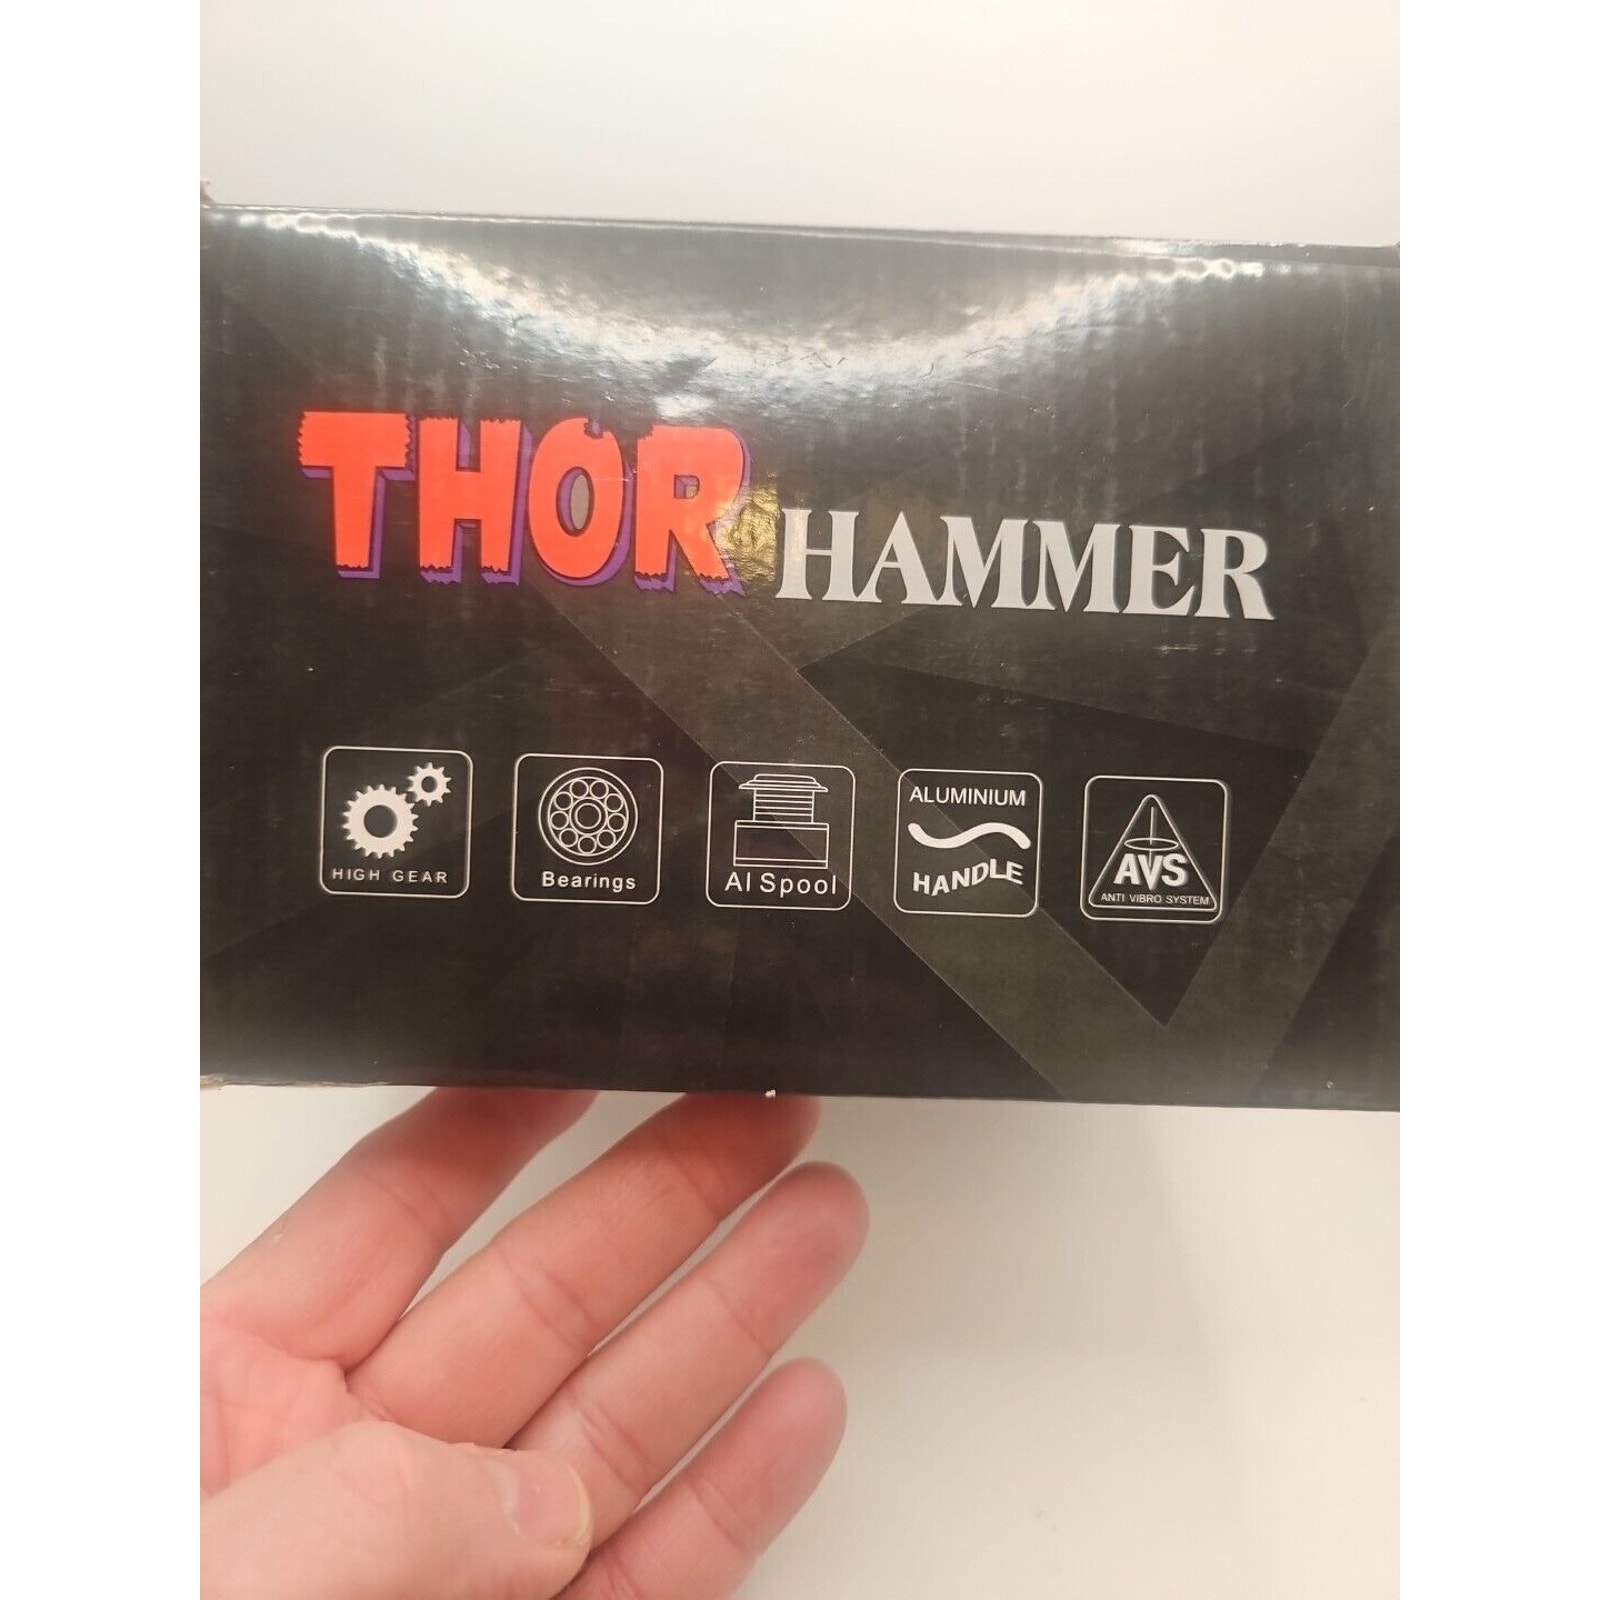 THOR HAMMER
HIGH GEAR
Bearings
Al Spool
ALUMINIUM
HANDLE
AVS
ANTI VIBRO SYSTEM